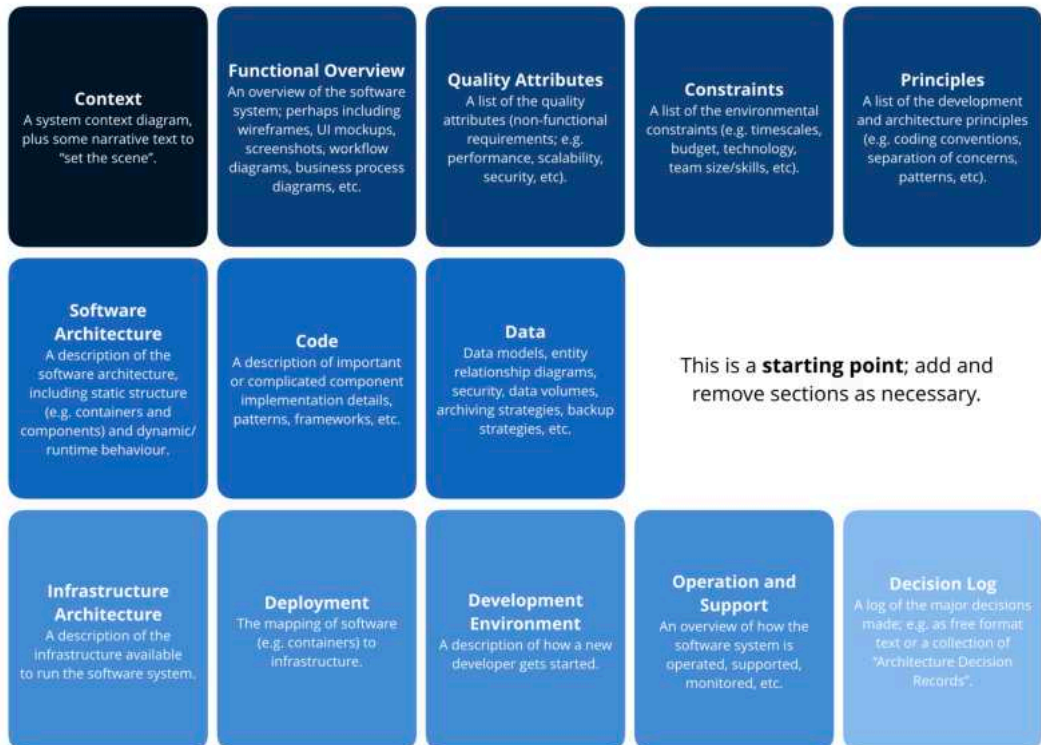 Context
A system context diagram,
plus some narrative text to
“set the scene”.
Functional Overview
An overview of the software
system; perhaps including
wireframes, UI mockups,
screenshots, workflow
diagrams, business process
diagrams, etc.
Quality Attributes
A list of the quality
attributes (non-functional
requirements; e.g.
performance, scalability,
security, etc).
Constraints
A list of the environmental
constraints (e.g. timescales,
budget, technology,
team size/skills, etc).
Principles
A list of the development
and architecture principles
(e.g. coding conventions,
separation of concerns,
patterns, etc).
Software
Architecture
A description of the
software architecture,
including static structure
(e.g. containers and
components) and dynamic/
runtime behaviour.
Code
A description of important
or complicated component
implementation details,
patterns, frameworks, etc.
Data
Data models, entity
relationship diagrams,
security, data volumes,
archiving strategies, backup
strategies, etc.
This is a starting point; add and
remove sections as necessary.
Infrastructure
Architecture
A description of the
infrastructure available
to run the software system.
Deployment
The mapping of software
(e.g. containers) to
infrastructure.
Development
Environment
A description of how a new
developer gets started.
Operation and
Support
An overview of how the
software system is
operated, supported,
monitored, etc.
Decision Log
A log of the major decisions
made; e.g. as free format
text or a collection of
“Architecture Decision
Records”.